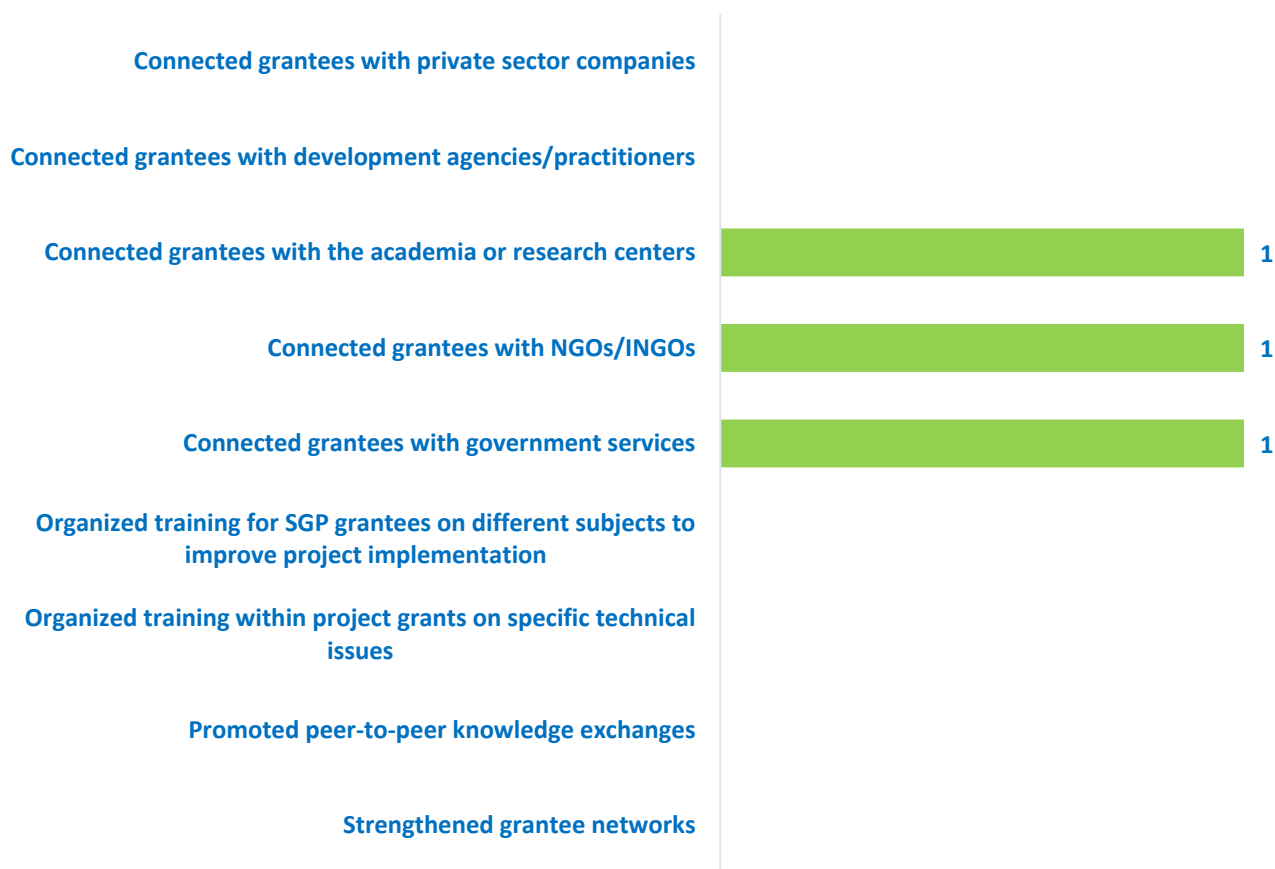 Connected grantees with private sector companies
Connected grantees with development agencies/practitioners
Connected grantees with the academia or research centers
1
Connected grantees with NGOs/INGOs
1
Connected grantees with government services
1
Organized training for SGP grantees on different subjects to
improve project implementation
Organized training within project grants on specific technical
issues
Promoted peer-to-peer knowledge exchanges
Strengthened grantee networks